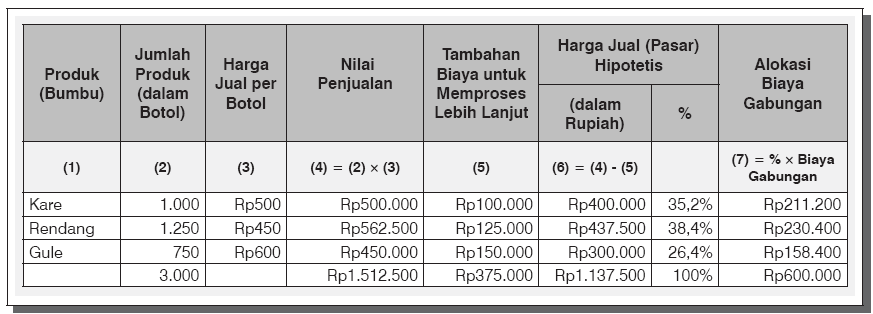 Produk (Bumbu)
Jumlah Produk (dalam Botol)
Harga Jual per Botol
Nilai Penjualan
Tambahan Biaya untuk Memproses Lebih Lanjut
Harga Jual (Pasar) Hipotetis
(dalam Rupiah)
%
Alokasi Biaya Gabungan
(1) (2) (3) (4) = (2) × (3) (5) (6) = (4) - (5) (7) = % × Biaya Gabungan
Kare 1.000 Rp500 Rp500.000 Rp100.000 Rp400.000 35,2% Rp211.200
Rendang 1.250 Rp450 Rp562.500 Rp125.000 Rp437.500 38,4% Rp230.400
Gule 750 Rp600 Rp450.000 Rp150.000 Rp300.000 26,4% Rp158.400
3.000 Rp1.512.500 Rp375.000 Rp1.137.500 100% Rp600.000